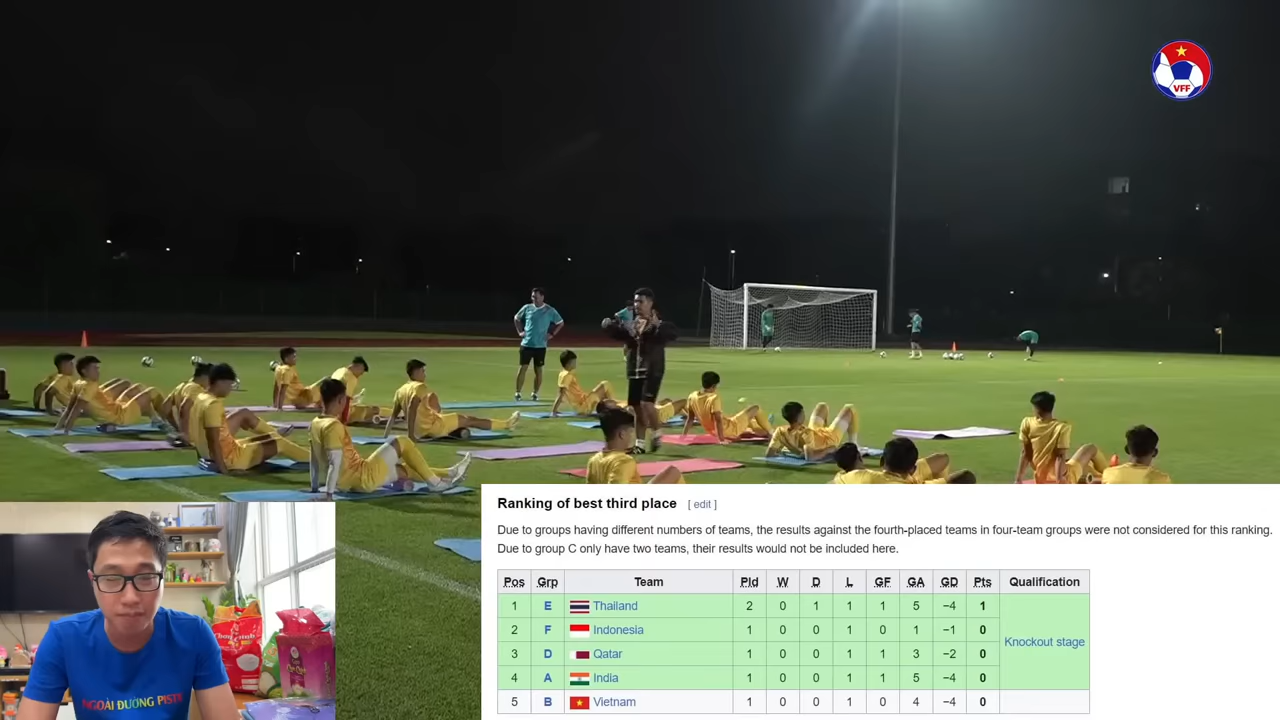 VFF
Ranking of best third place [ edit ]
Due to groups having different numbers of teams, the results against the fourth-placed teams in four-team groups were not considered for this ranking.
Due to group C only have two teams, their results would not be included here.
Pos Grp Team Pld W D L GF GA GD Pts Qualification
1 E Thailand 2 0 1 1 1 5 −4 1 Knockout stage
2 F Indonesia 1 0 0 1 0 1 −1 0
3 D Qatar 1 0 0 1 1 3 −2 0
4 A India 1 0 0 1 1 5 −4 0
5 B Vietnam 1 0 0 1 0 4 −4 0
NGOÀI ĐƯỜNG PISTE